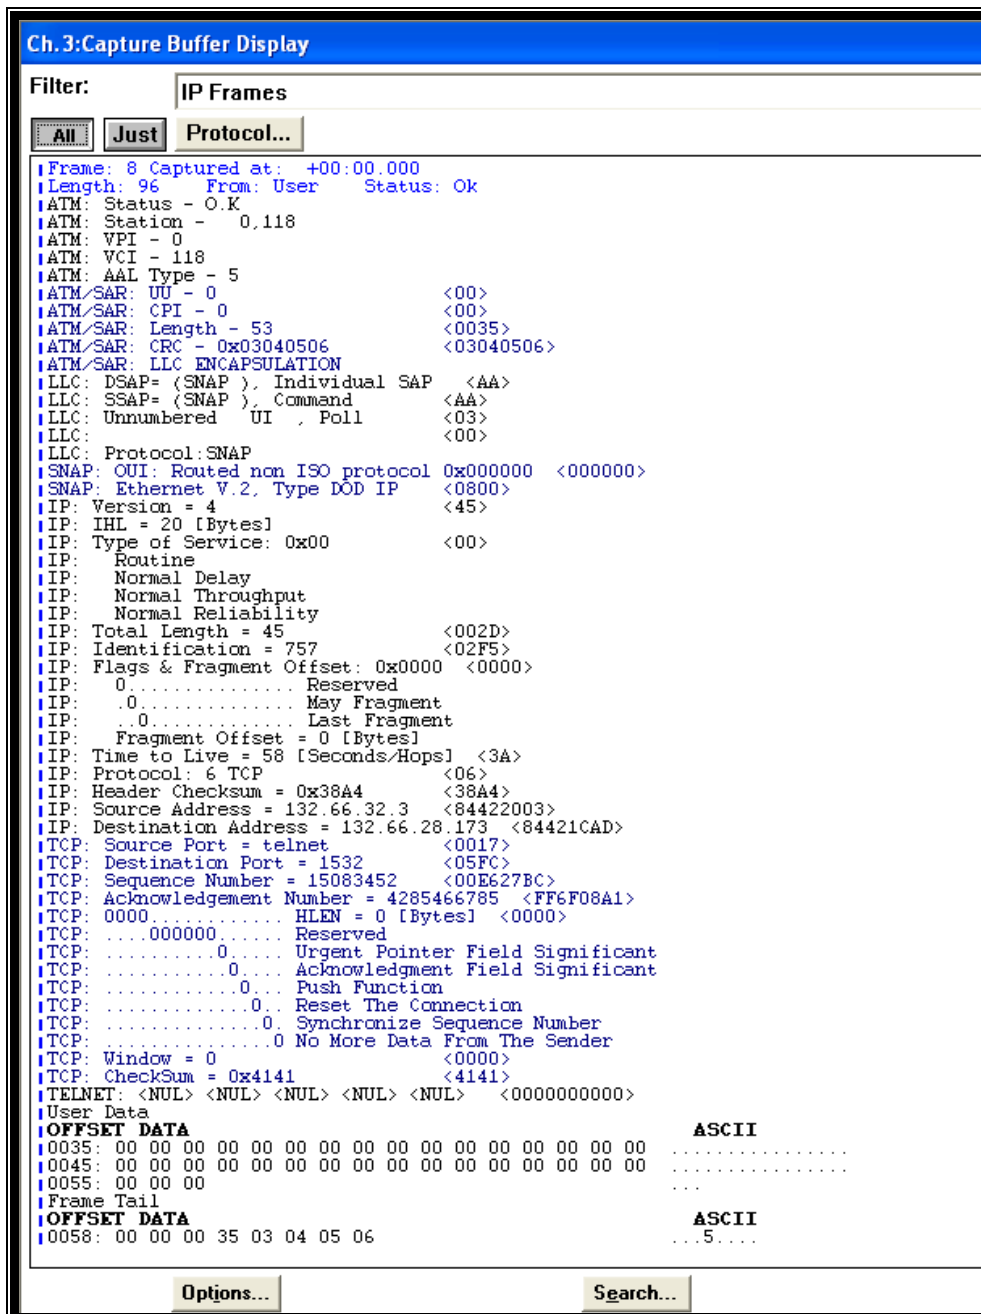 Ch.3:Capture Buffer Display
Filter: IP Frames
All Just Protocol...
Frame: 8 Captured at: +00:00.000
Length: 96 From: User Status: Ok
ATM: Status - O.K
ATM: Station - 0,118
ATM: VPI - 0
ATM: VCI - 118
ATM: AAL Type - 5
ATM/SAR: UU - 0 <00>
ATM/SAR: CPI - 0 <00>
ATM/SAR: Length - 53 <0035>
ATM/SAR: CRC - 0x03040506 <03040506>
ATM/SAR: LLC ENCAPSULATION
LLC: DSAP= (SNAP ), Individual SAP <AA>
LLC: SSAP= (SNAP ), Command <AA>
LLC: Unnumbered UI , Poll <03>
LLC: <00>
LLC: Protocol:SNAP
SNAP: OUI: Routed non ISO protocol 0x000000 <000000>
SNAP: Ethernet V.2, Type DOD IP <0800>
IP: Version = 4 <45>
IP: IHL = 20 [Bytes]
IP: Type of Service: 0x00 <00>
IP: Routine
IP: Normal Delay
IP: Normal Throughput
IP: Normal Reliability
IP: Total Length = 45 <002D>
IP: Identification = 757 <02F5>
IP: Flags & Fragment Offset: 0x0000 <0000>
IP: 0............... Reserved
IP: .0.............. May Fragment
IP: ..0............. Last Fragment
IP: Fragment Offset = 0 [Bytes]
IP: Time to Live = 58 [Seconds/Hops] <3A>
IP: Protocol: 6 TCP <06>
IP: Header Checksum = 0x38A4 <38A4>
IP: Source Address = 132.66.32.3 <84422003>
IP: Destination Address = 132.66.28.173 <84421CAD>
TCP: Source Port = telnet <0017>
TCP: Destination Port = 1532 <05FC>
TCP: Sequence Number = 15083452 <00E627BC>
TCP: Acknowledgement Number = 4285466785 <FF6F08A1>
TCP: 0000............ HLEN = 0 [Bytes] <0000>
TCP: ....000000...... Reserved
TCP: ..........0..... Urgent Pointer Field Significant
TCP: ...........0.... Acknowledgment Field Significant
TCP: ............0... Push Function
TCP: .............0.. Reset The Connection
TCP: ..............0. Synchronize Sequence Number
TCP: ...............0 No More Data From The Sender
TCP: Window = 0 <0000>
TCP: CheckSum = 0x4141 <4141>
TELNET: <NUL> <NUL> <NUL> <NUL> <NUL> <0000000000>
User Data
OFFSET DATA ASCII
0035: 00 00 00 00 00 00 00 00 00 00 00 00 00 00 00 00 ................
0045: 00 00 00 00 00 00 00 00 00 00 00 00 00 00 00 00 ................
0055: 00 00 00 ...
Frame Tail
OFFSET DATA ASCII
0058: 00 00 00 35 03 04 05 06 ...5....
Options... Search...